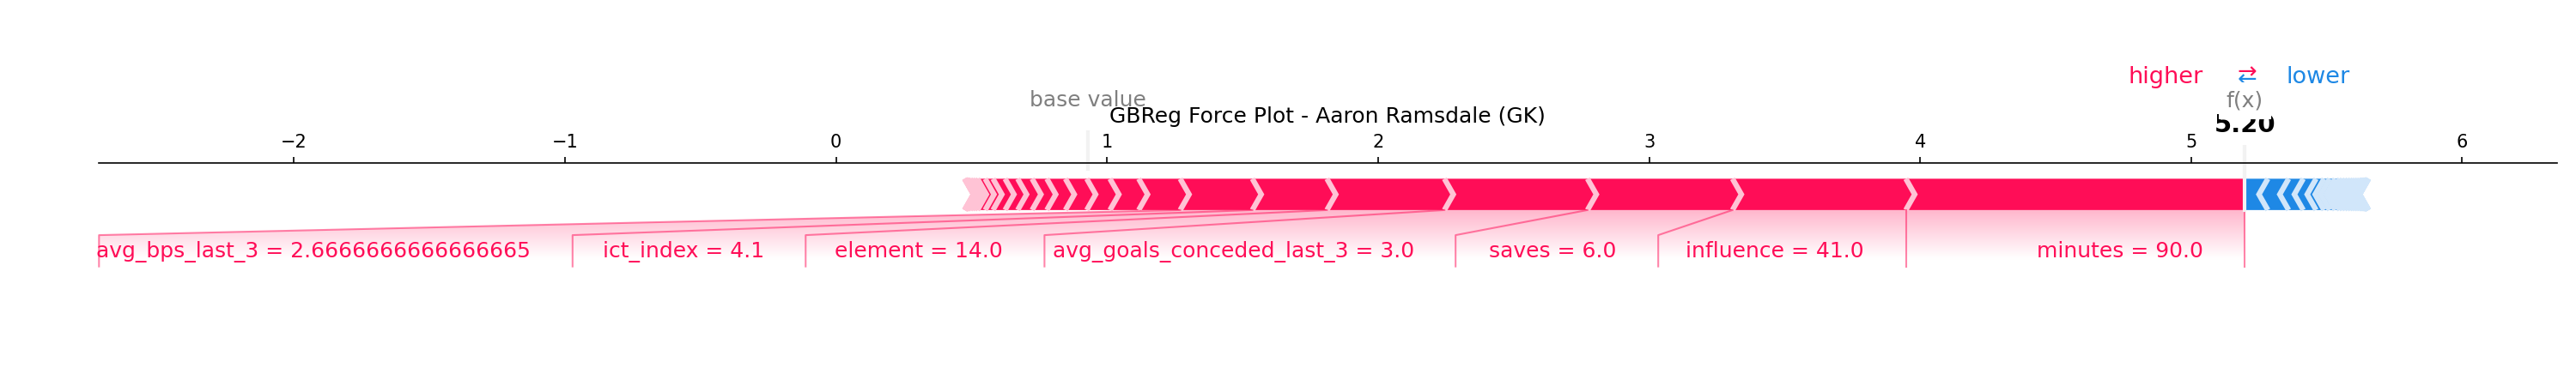 higher ⇄ lower
base value
f(x)
GBReg Force Plot - Aaron Ramsdale (GK)
5.20
−2 −1 0 1 2 3 4 5 6
avg_bps_last_3 = 2.6666666666666665 ict_index = 4.1 element = 14.0 avg_goals_conceded_last_3 = 3.0 saves = 6.0 influence = 41.0 minutes = 90.0